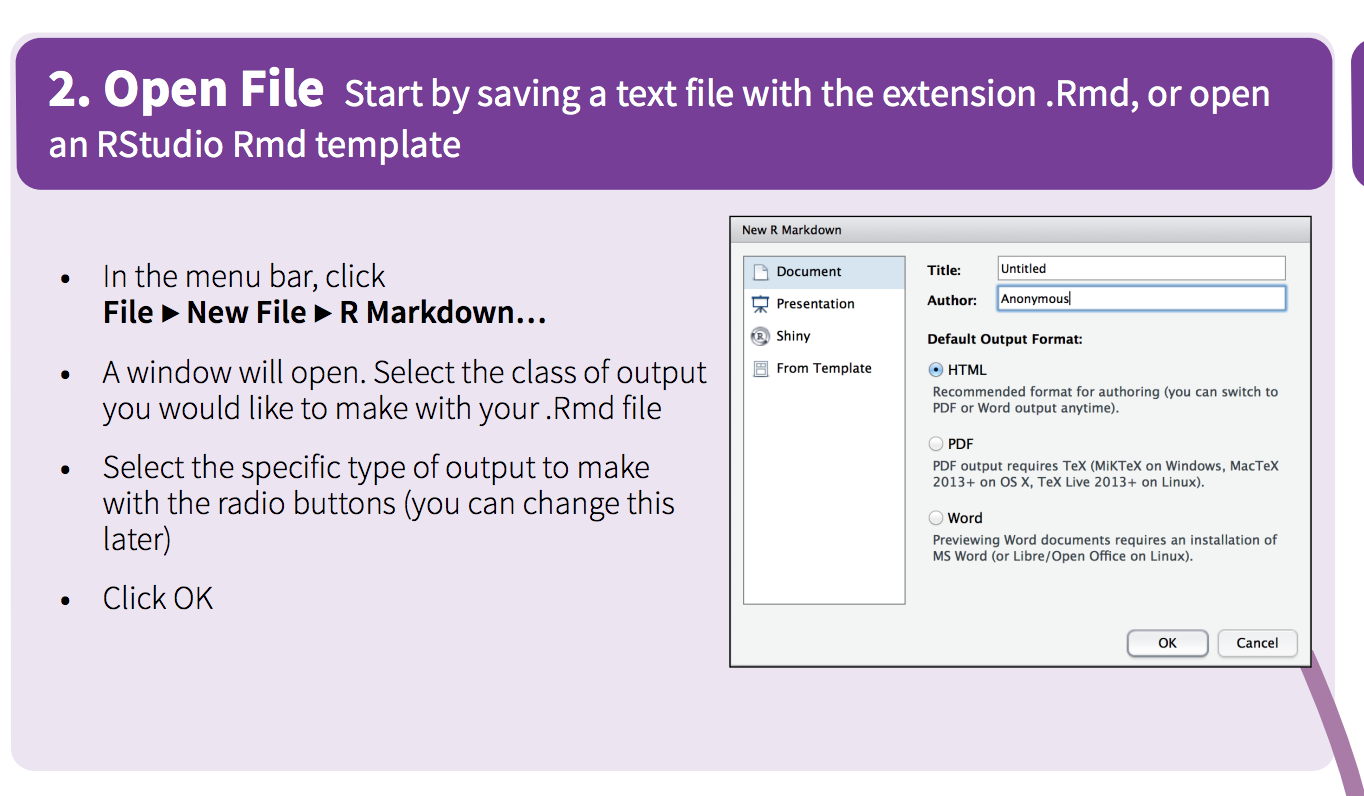 2. Open File Start by saving a text file with the extension .Rmd, or open
an RStudio Rmd template
• In the menu bar, click
File ▶ New File ▶ R Markdown…
• A window will open. Select the class of output
you would like to make with your .Rmd file
• Select the specific type of output to make
with the radio buttons (you can change this
later)
• Click OK
New R Markdown
Document
Presentation
Shiny
From Template
Title: Untitled
Author: Anonymous
Default Output Format:
HTML
Recommended format for authoring (you can switch to
PDF or Word output anytime).
PDF
PDF output requires TeX (MiKTeX on Windows, MacTeX
2013+ on OS X, TeX Live 2013+ on Linux).
Word
Previewing Word documents requires an installation of
MS Word (or Libre/Open Office on Linux).
OK Cancel